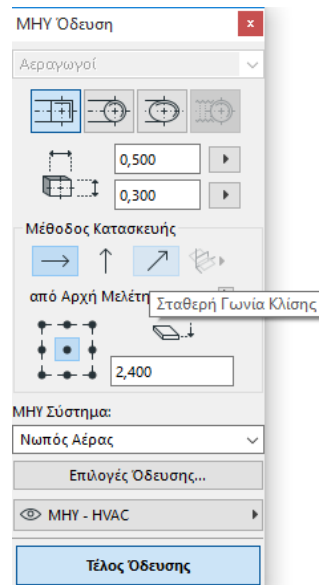 ΜΗΥ Όδευση
x
Αεραγωγοί
0,500
0,300
Μέθοδος Κατασκευής
από Αρχή Μελέτη
Σταθερή Γωνία Κλίσης
2,400
ΜΗΥ Σύστημα:
Νωπός Αέρας
Επιλογές Όδευσης...
ΜΗΥ - HVAC
Τέλος Όδευσης